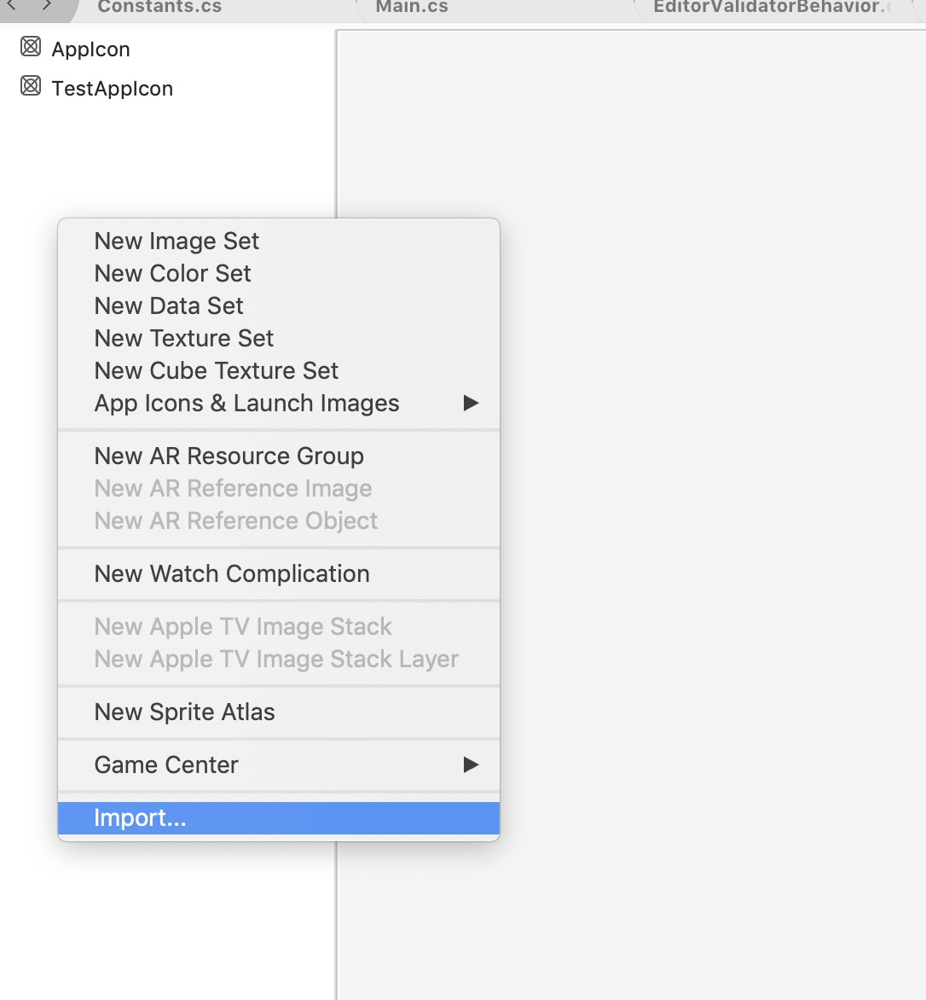 Constants.cs
Main.cs
EditorValidatorBehavior.
AppIcon
TestAppIcon
New Image Set
New Color Set
New Data Set
New Texture Set
New Cube Texture Set
App Icons & Launch Images
New AR Resource Group
New AR Reference Image
New AR Reference Object
New Watch Complication
New Apple TV Image Stack
New Apple TV Image Stack Layer
New Sprite Atlas
Game Center
Import...